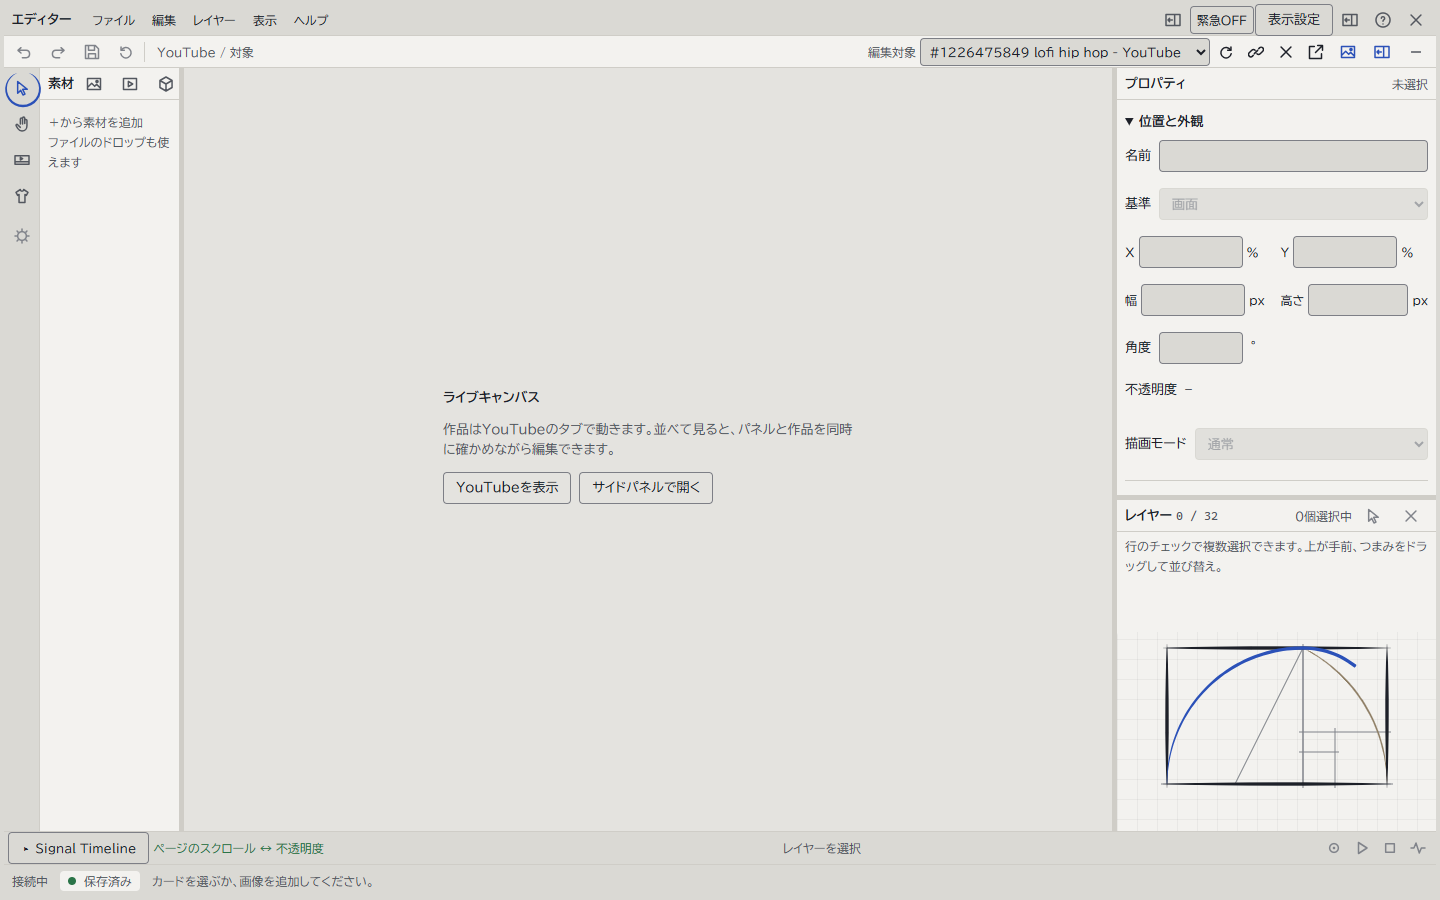 エディター ファイル 編集 レイヤー 表示 ヘルプ 緊急OFF 表示設定
YouTube / 対象 編集対象 #1226475849 lofi hip hop - YouTube
素材
＋から素材を追加
ファイルのドロップも使
えます
ライブキャンバス
作品はYouTubeのタブで動きます。並べて見ると、パネルと作品を同時
に確かめながら編集できます。
YouTubeを表示 サイドパネルで開く
プロパティ 未選択
▼ 位置と外観
名前
基準 画面
X % Y %
幅 px 高さ px
角度 °
不透明度 –
描画モード 通常
レイヤー 0 / 32 0個選択中
行のチェックで複数選択できます。上が手前、つまみをドラ
ッグして並び替え。
▸ Signal Timeline ページのスクロール ↔ 不透明度 レイヤーを選択
接続中 ● 保存済み カードを選ぶか、画像を追加してください。